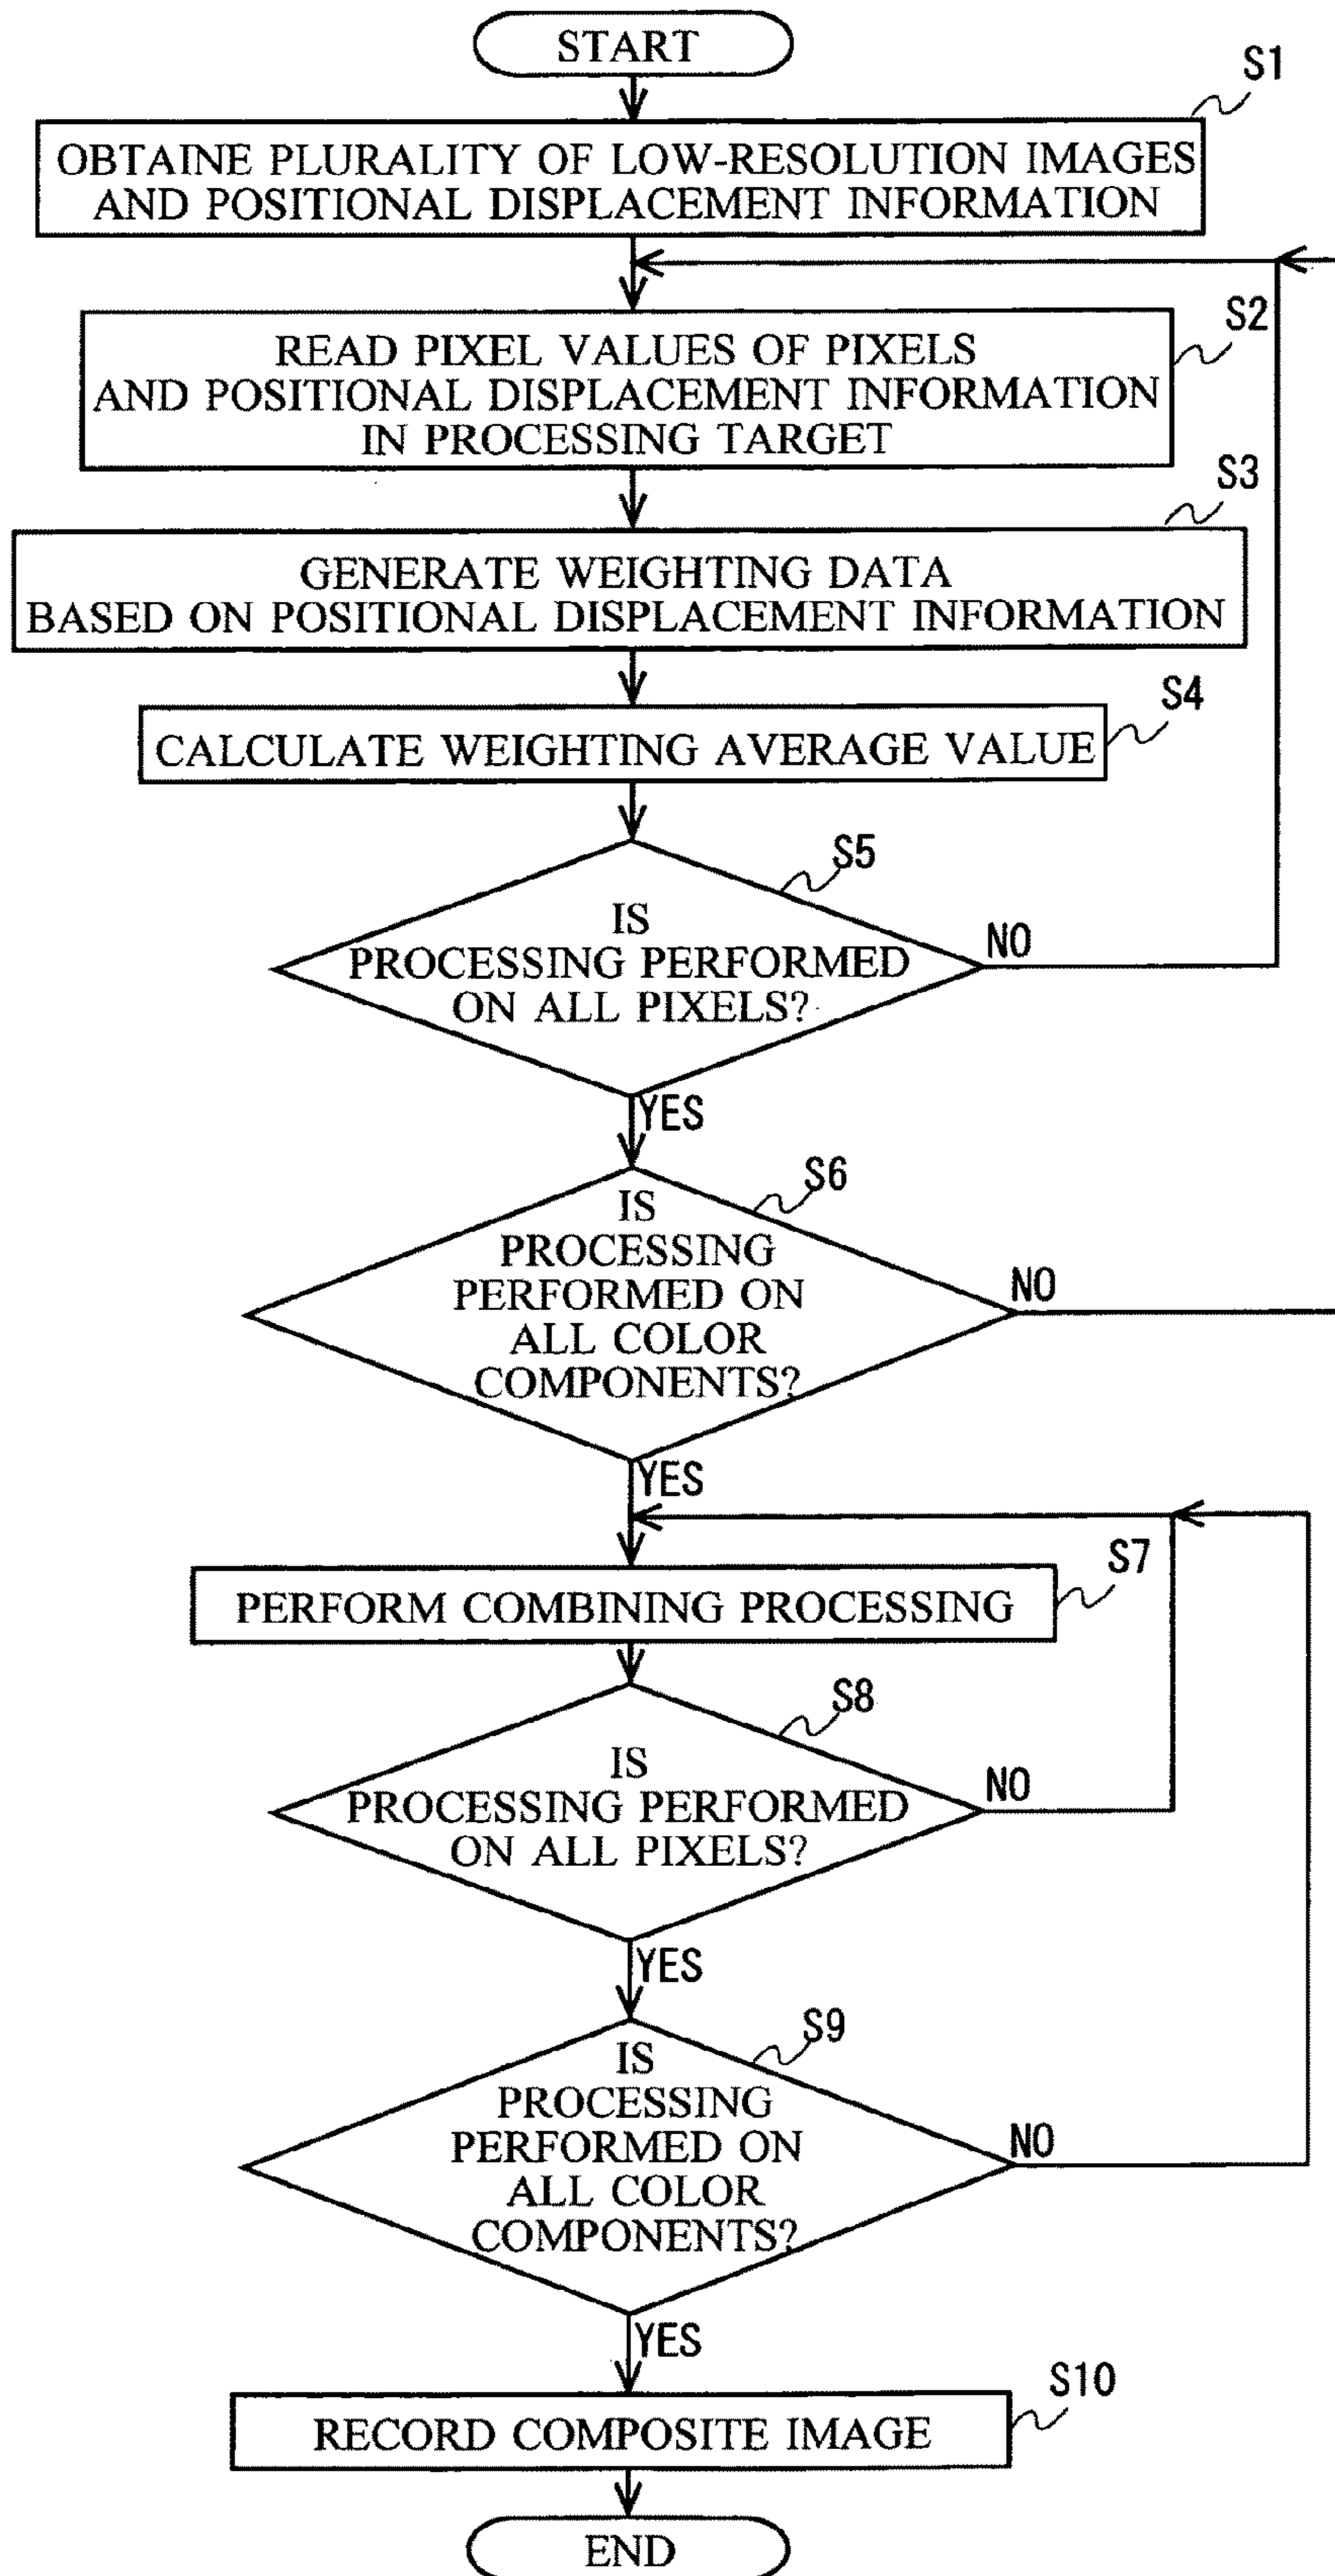 START
S1
OBTAINE PLURALITY OF LOW-RESOLUTION IMAGES
AND POSITIONAL DISPLACEMENT INFORMATION
S2
READ PIXEL VALUES OF PIXELS
AND POSITIONAL DISPLACEMENT INFORMATION
IN PROCESSING TARGET
S3
GENERATE WEIGHTING DATA
BASED ON POSITIONAL DISPLACEMENT INFORMATION
S4
CALCULATE WEIGHTING AVERAGE VALUE
S5
IS
PROCESSING PERFORMED
ON ALL PIXELS?
NO
YES
S6
IS
PROCESSING
PERFORMED ON
ALL COLOR
COMPONENTS?
NO
YES
S7
PERFORM COMBINING PROCESSING
S8
IS
PROCESSING PERFORMED
ON ALL PIXELS?
NO
YES
S9
IS
PROCESSING
PERFORMED ON
ALL COLOR
COMPONENTS?
NO
YES
S10
RECORD COMPOSITE IMAGE
END